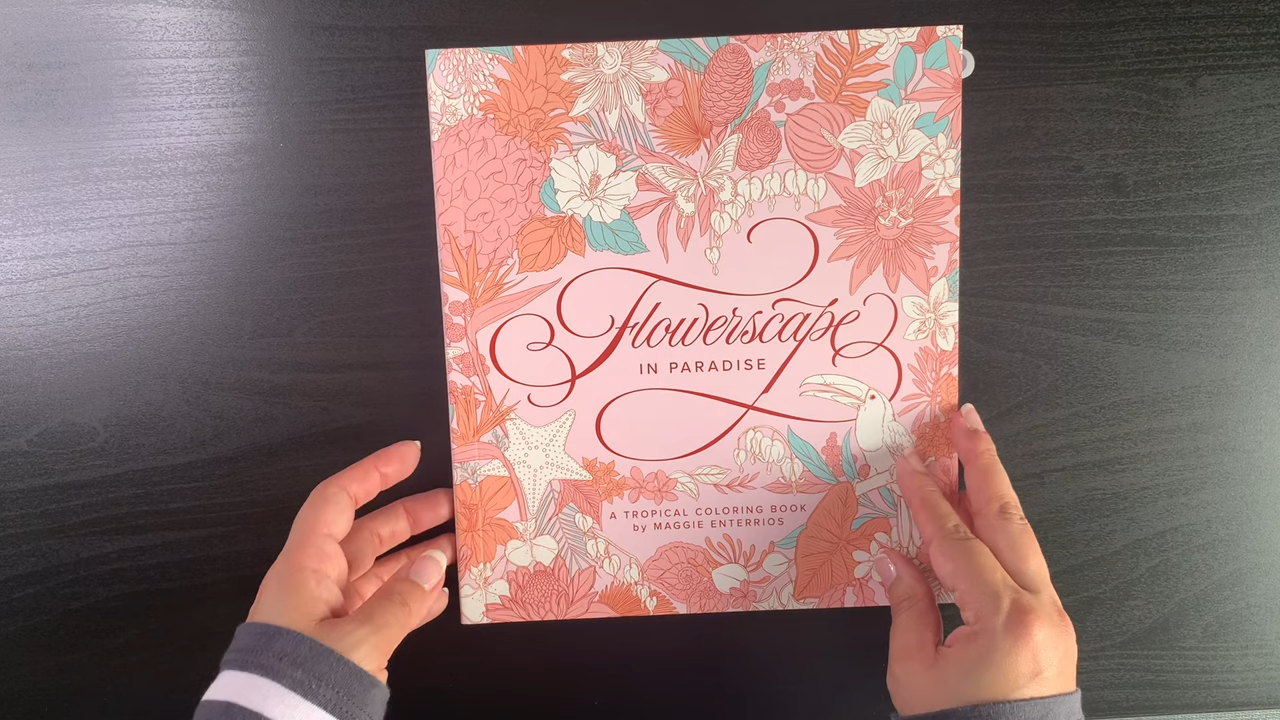 Flowerscape
IN PARADISE
A TROPICAL COLORING BOOK
by MAGGIE ENTERRIOS